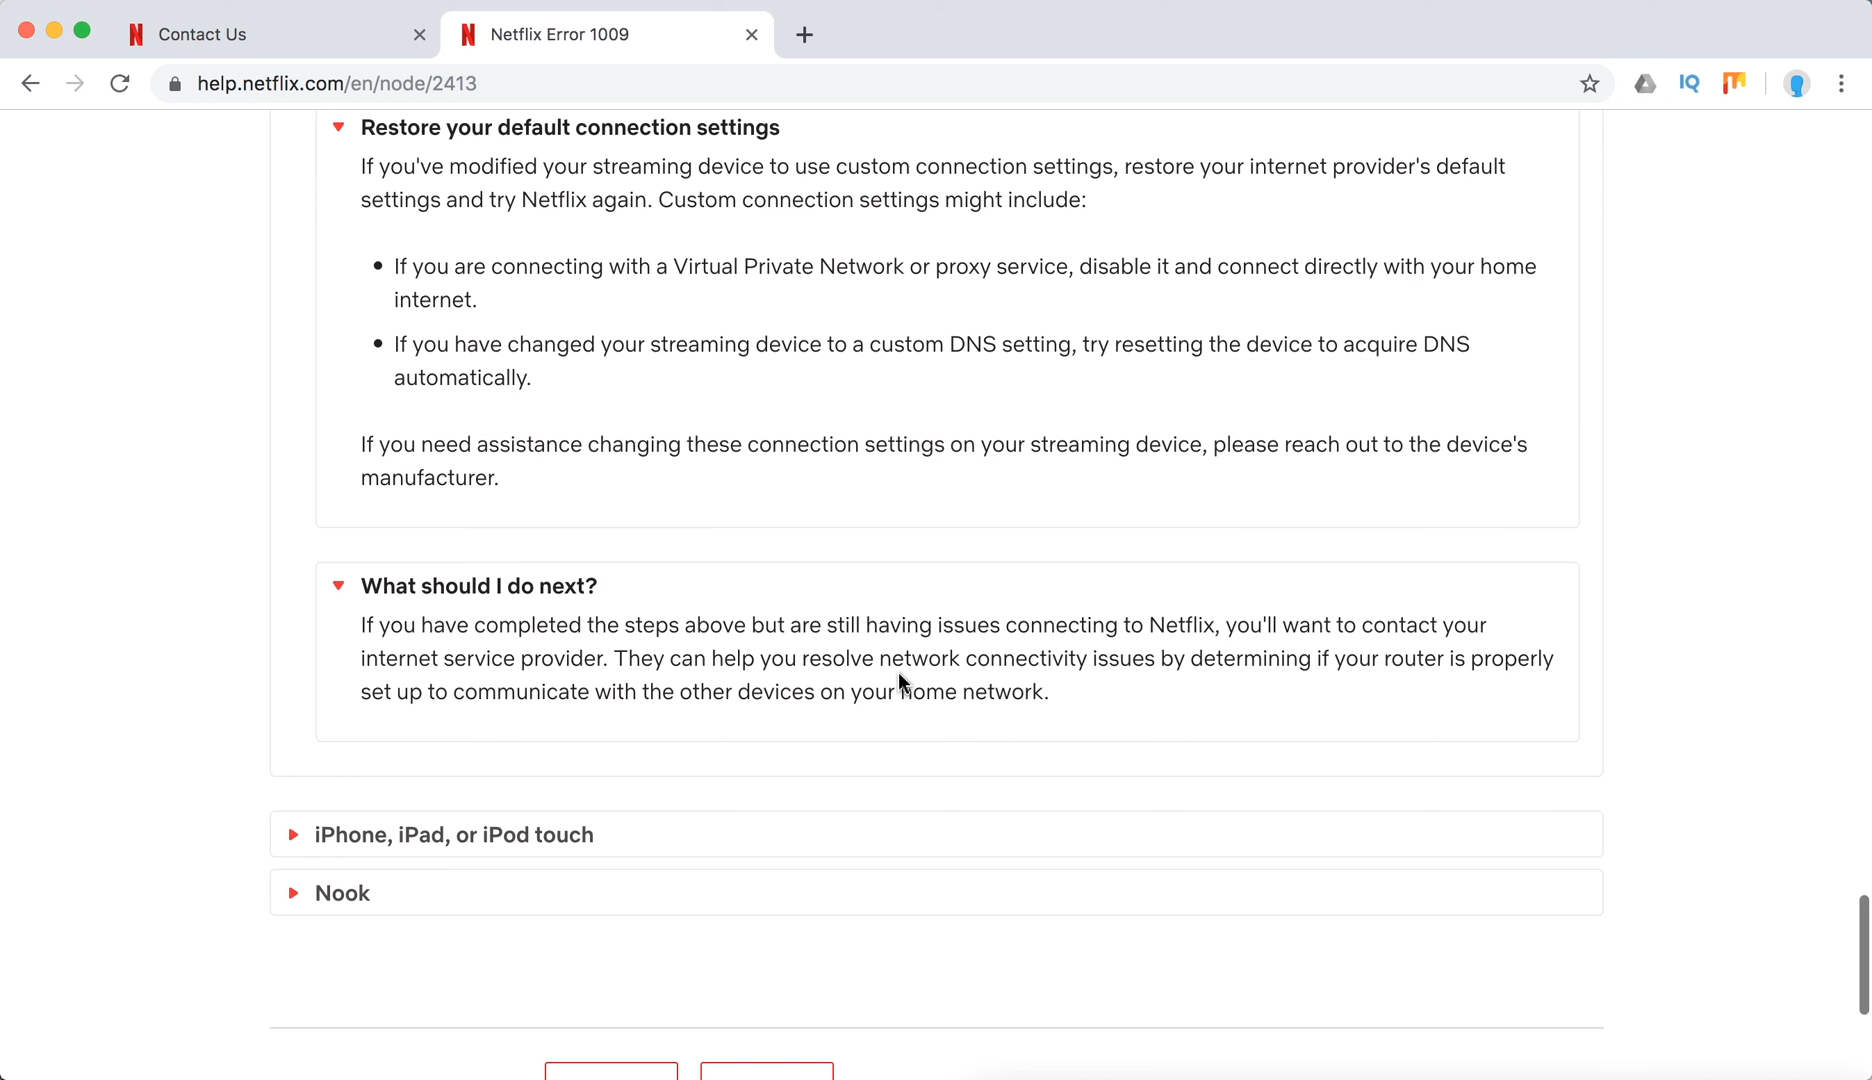 Contact Us
Netflix Error 1009
help.netflix.com/en/node/2413
IQ
Restore your default connection settings
If you've modified your streaming device to use custom connection settings, restore your internet provider's default
settings and try Netflix again. Custom connection settings might include:
If you are connecting with a Virtual Private Network or proxy service, disable it and connect directly with your home
internet.
If you have changed your streaming device to a custom DNS setting, try resetting the device to acquire DNS
automatically.
If you need assistance changing these connection settings on your streaming device, please reach out to the device's
manufacturer.
What should I do next?
If you have completed the steps above but are still having issues connecting to Netflix, you'll want to contact your
internet service provider. They can help you resolve network connectivity issues by determining if your router is properly
set up to communicate with the other devices on your home network.
iPhone, iPad, or iPod touch
Nook